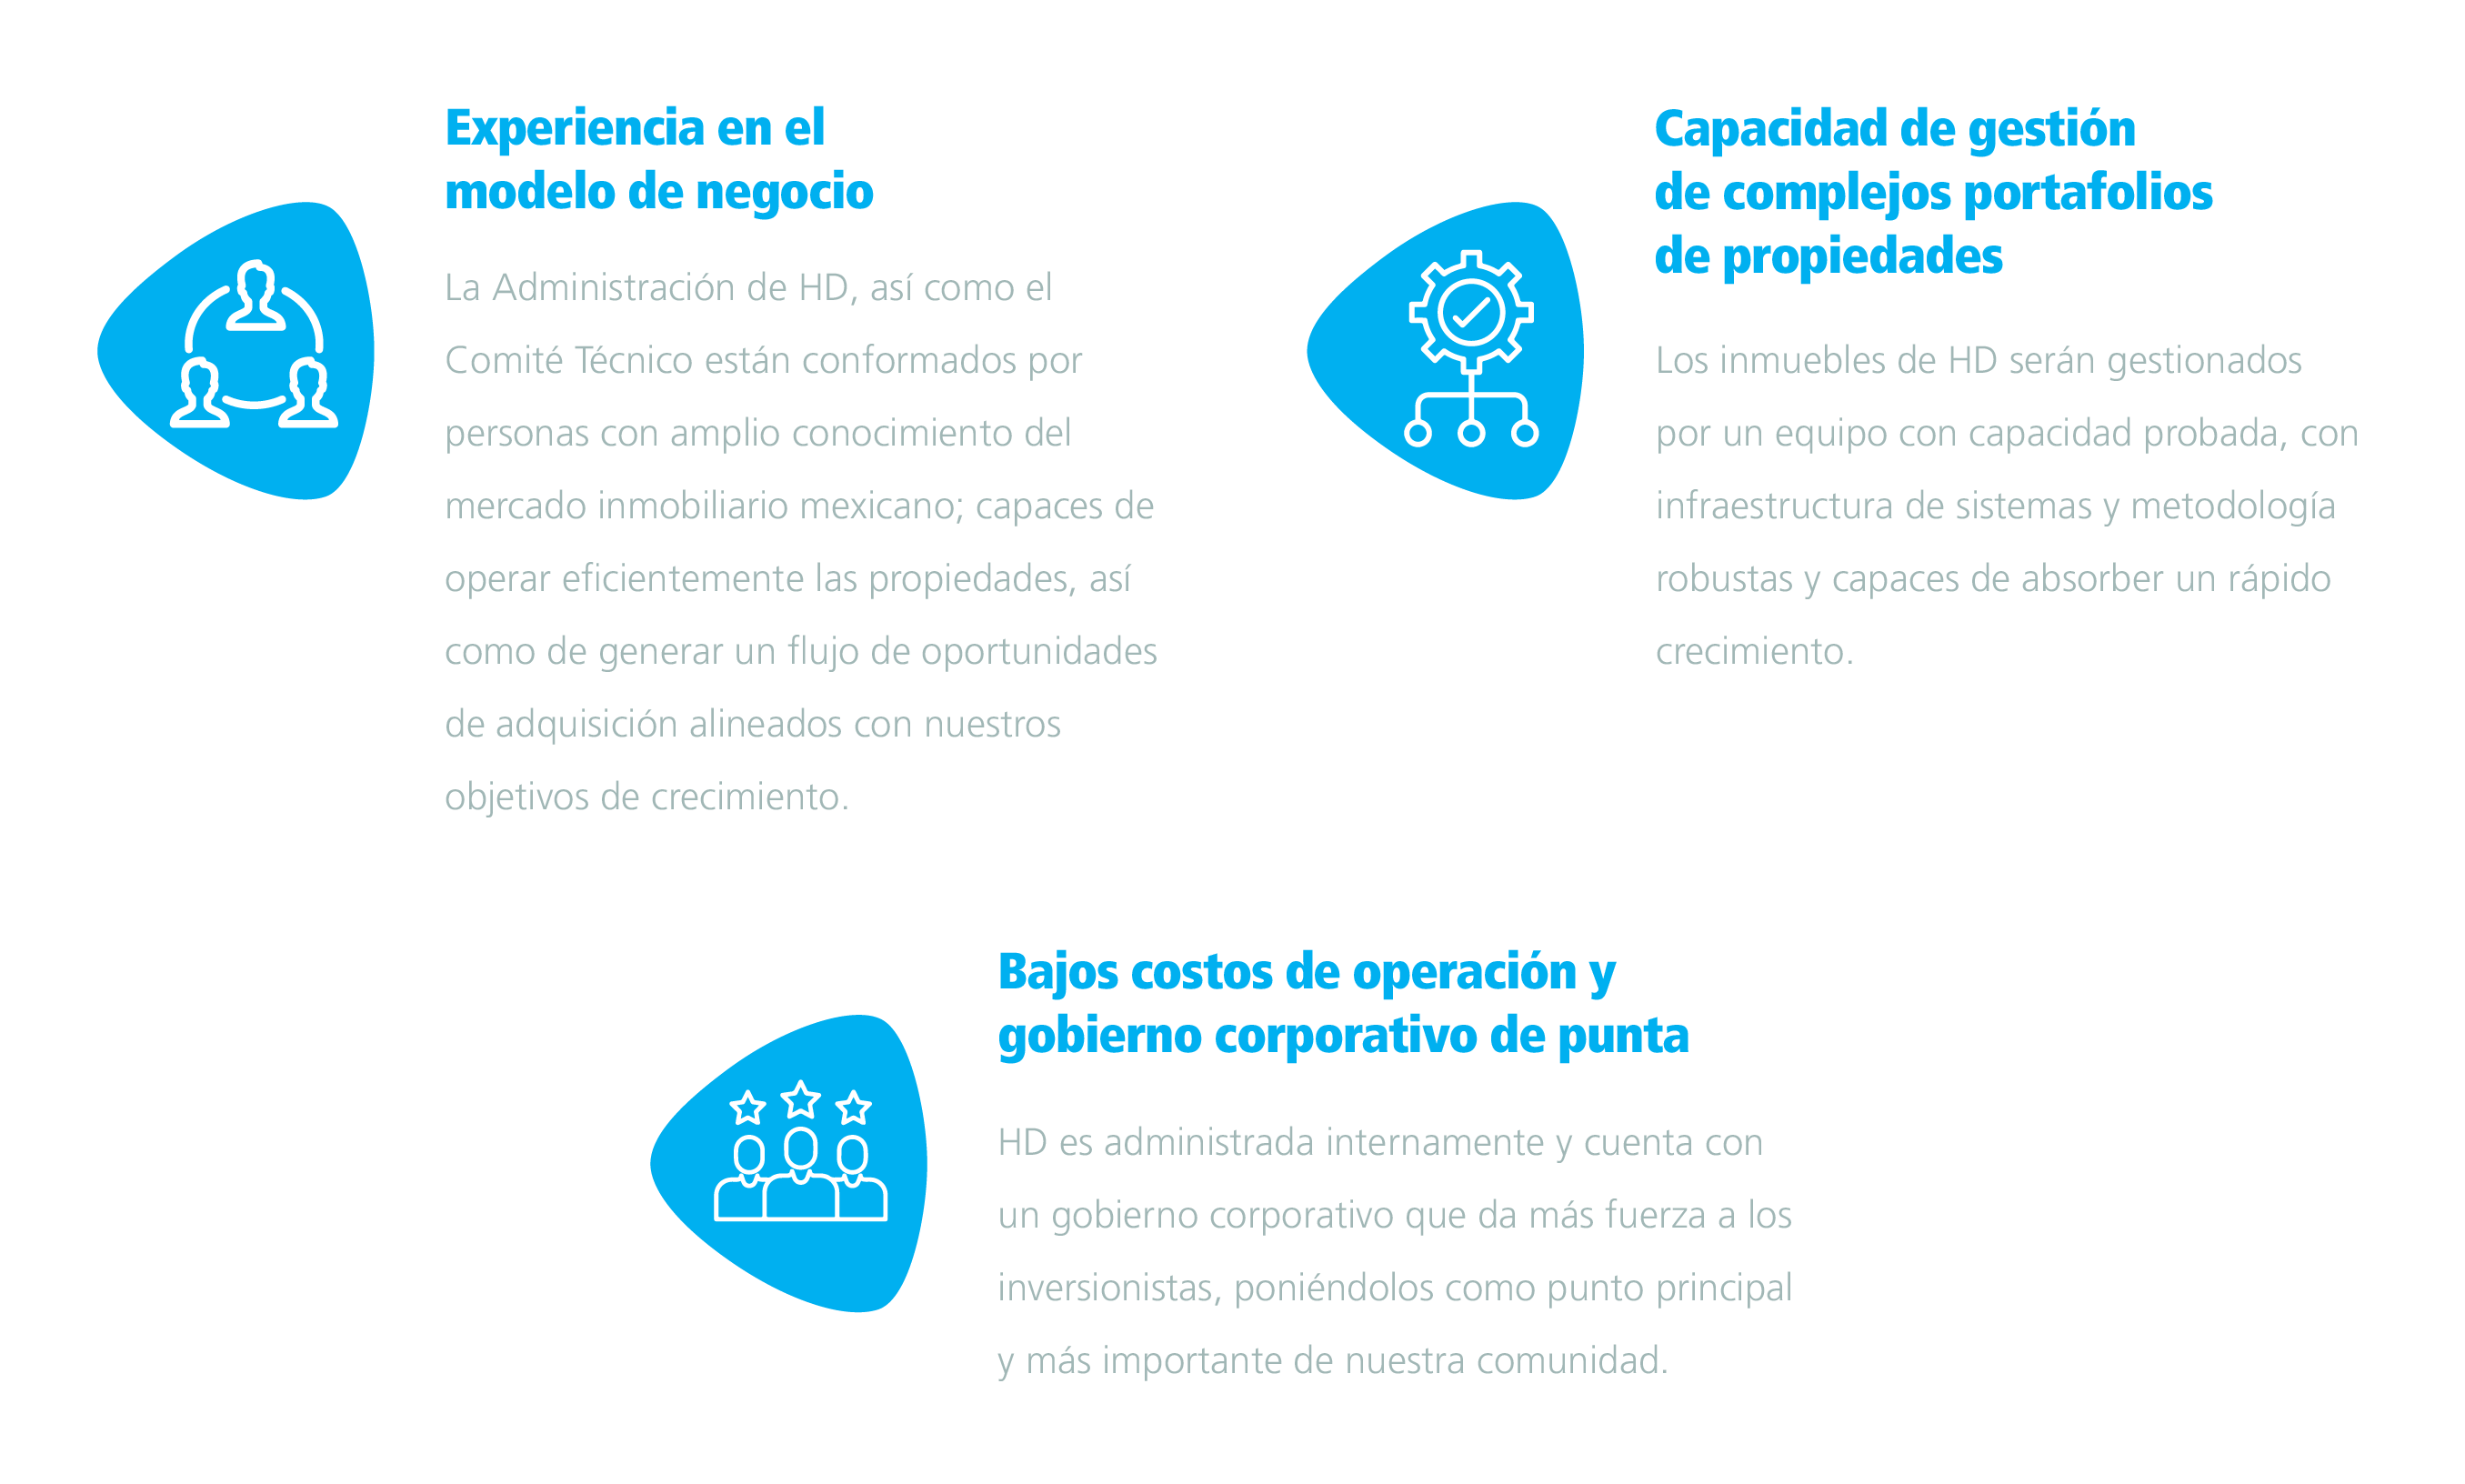 Experiencia en el
modelo de negocio
La Administración de HD, así como el
Comité Técnico están conformados por
personas con amplio conocimiento del
mercado inmobiliario mexicano; capaces de
operar eficientemente las propiedades, así
como de generar un flujo de oportunidades
de adquisición alineados con nuestros
objetivos de crecimiento.
Capacidad de gestión
de complejos portafolios
de propiedades
Los inmuebles de HD serán gestionados
por un equipo con capacidad probada, con
infraestructura de sistemas y metodología
robustas y capaces de absorber un rápido
crecimiento.
Bajos costos de operación y
gobierno corporativo de punta
HD es administrada internamente y cuenta con
un gobierno corporativo que da más fuerza a los
inversionistas, poniéndolos como punto principal
y más importante de nuestra comunidad.